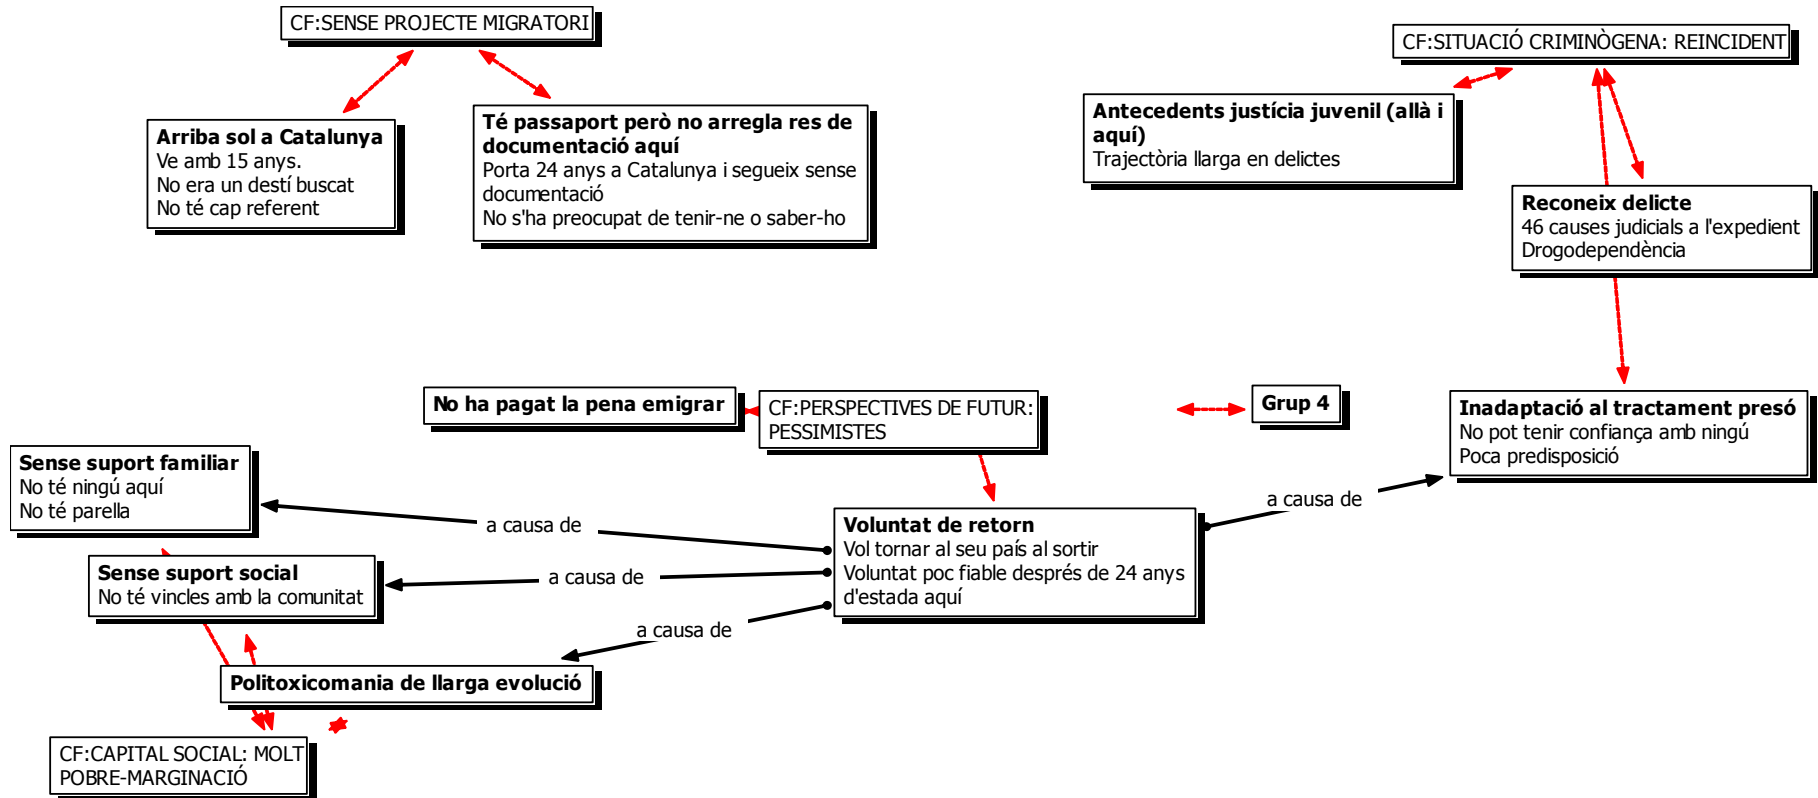 CF:SENSE PROJECTE MIGRATORI
CF:SITUACIÓ CRIMINÒGENA: REINCIDENT
Arriba sol a Catalunya
Ve amb 15 anys.
No era un destí buscat
No té cap referent
Té passaport però no arregla res de
documentació aquí
Porta 24 anys a Catalunya i segueix sense
documentació
No s'ha preocupat de tenir-ne o saber-ho
Antecedents justícia juvenil (allà i
aquí)
Trajectòria llarga en delictes
Reconeix delicte
46 causes judicials a l'expedient
Drogodependència
No ha pagat la pena emigrar
CF:PERSPECTIVES DE FUTUR:
PESSIMISTES
Grup 4
Inadaptació al tractament presó
No pot tenir confiança amb ningú
Poca predisposició
Sense suport familiar
No té ningú aquí
No té parella
a causa de
a causa de
Voluntat de retorn
Vol tornar al seu país al sortir
Voluntat poc fiable després de 24 anys
d'estada aquí
Sense suport social
No té vincles amb la comunitat
a causa de
a causa de
Politoxicomania de llarga evolució
CF:CAPITAL SOCIAL: MOLT
POBRE-MARGINACIÓ